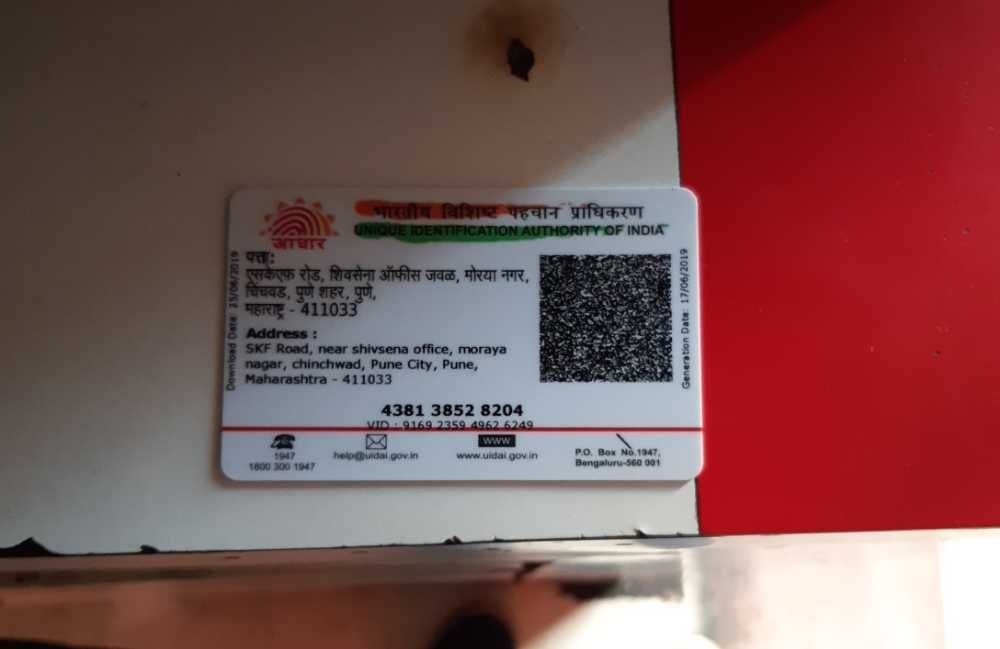 भारतीय विशिष्ट पहचान प्राधिकरण
UNIQUE IDENTIFICATION AUTHORITY OF INDIA
आधार
पत्ता:
एसकेएफ रोड, शिवसेना ऑफीस जवळ, मोरया नगर,
चिंचवड, पुणे शहर, पुणे,
महाराष्ट्र - 411033
Address :
SKF Road, near shivsena office, moraya
nagar, chinchwad, Pune City, Pune,
Maharashtra - 411033
Download Date: 25/06/2019
Generation Date: 17/06/2019
4381 3852 8204
VID : 9169 2359 4962 6249
1947
1800 300 1947
help@uidai.gov.in
WWW
www.uidai.gov.in
P.O. Box No.1947,
Bengaluru-560 001